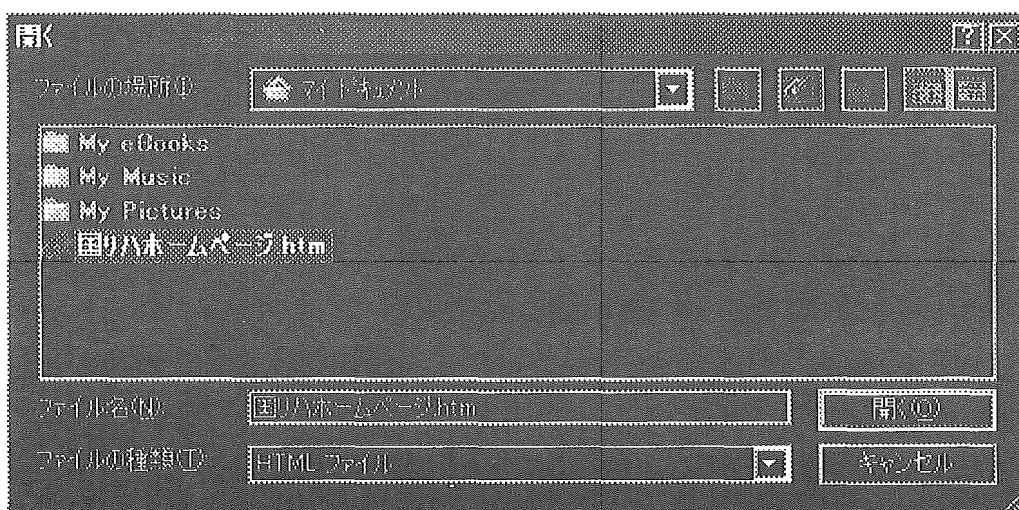 開く
ファイルの場所(I): マイ ドキュメント
My eBooks
My Music
My Pictures
国リハホームページ.htm
ファイル名(N): 国リハホームページ.htm 開く(O)
ファイルの種類(T): HTML ファイル キャンセル